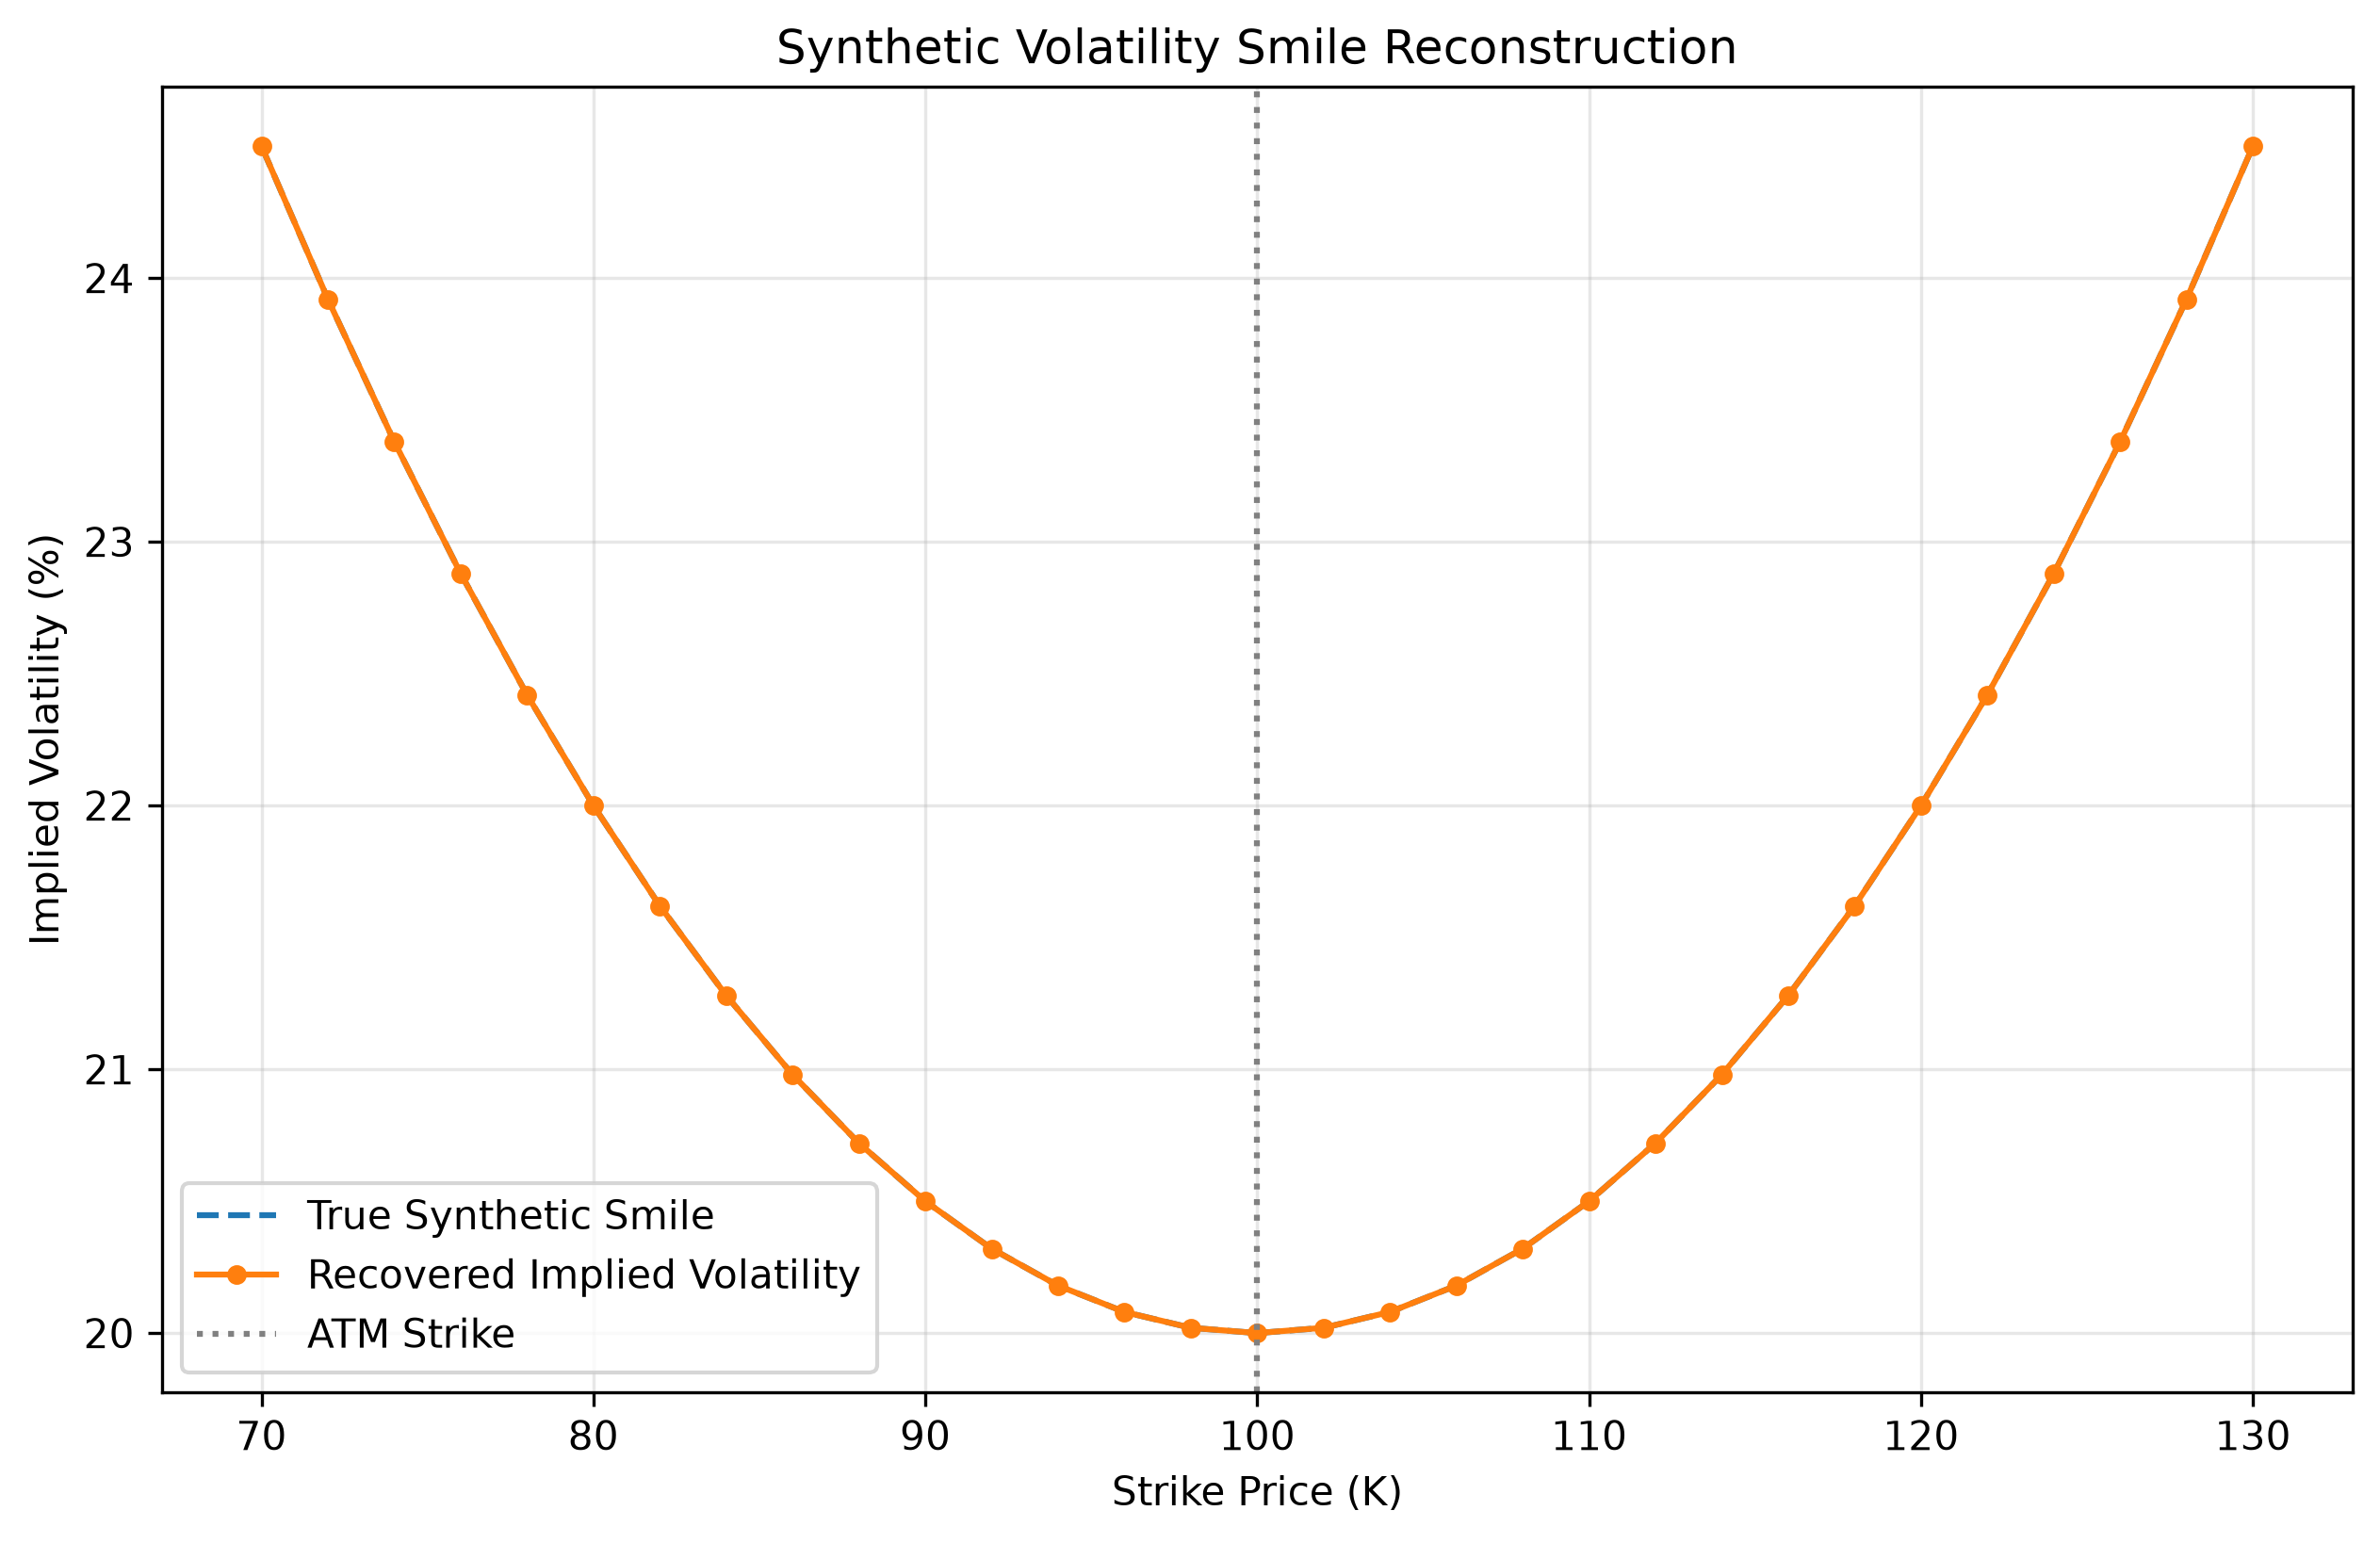 Synthetic Volatility Smile Reconstruction
Implied Volatility (%)
24
23
22
21
20
True Synthetic Smile
Recovered Implied Volatility
ATM Strike
70 80 90 100 110 120 130
Strike Price (K)